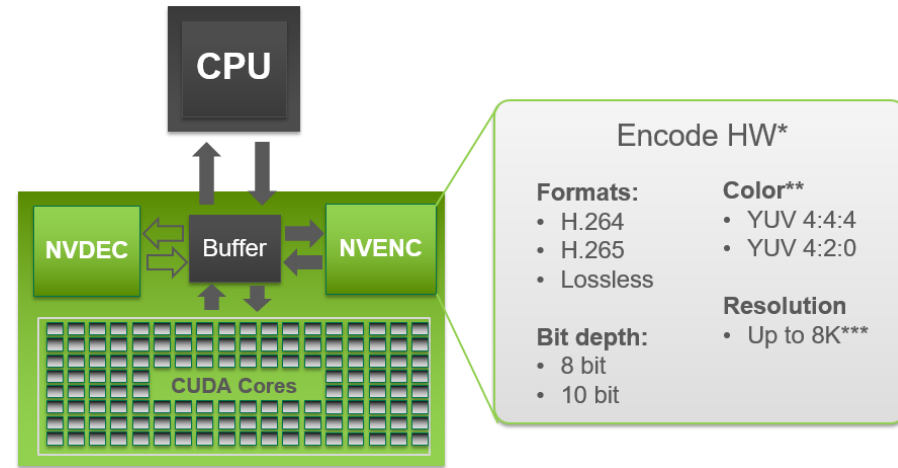 CPU
NVDEC
Buffer
NVENC
CUDA Cores
Encode HW*
Formats:
• H.264
• H.265
• Lossless
Bit depth:
• 8 bit
• 10 bit
Color**
• YUV 4:4:4
• YUV 4:2:0
Resolution
• Up to 8K***